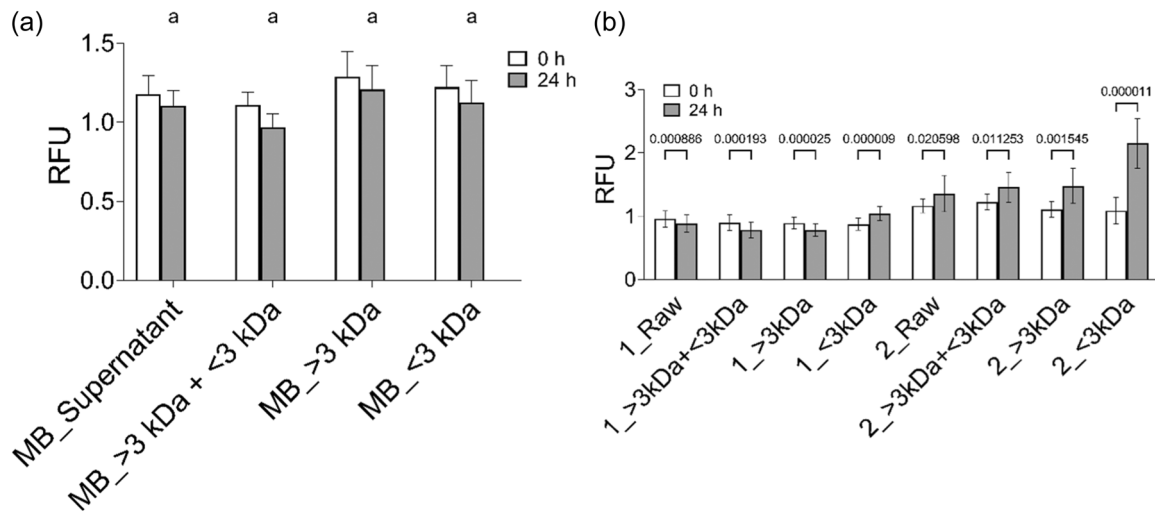 (a)
a a a a
1.5
1.0
0.5
0.0
RFU
0 h
24 h
MB_Supernatant
MB_>3 kDa + <3 kDa
MB_>3 kDa
MB_<3 kDa
(b)
3
2
1
0
RFU
0 h
24 h
0.000886 0.000193 0.000025 0.000009 0.020598 0.011253 0.001545 0.000011
1_Raw
1_>3kDa+<3kDa
1_>3kDa
1_<3kDa
2_Raw
2_>3kDa+<3kDa
2_>3kDa
2_<3kDa